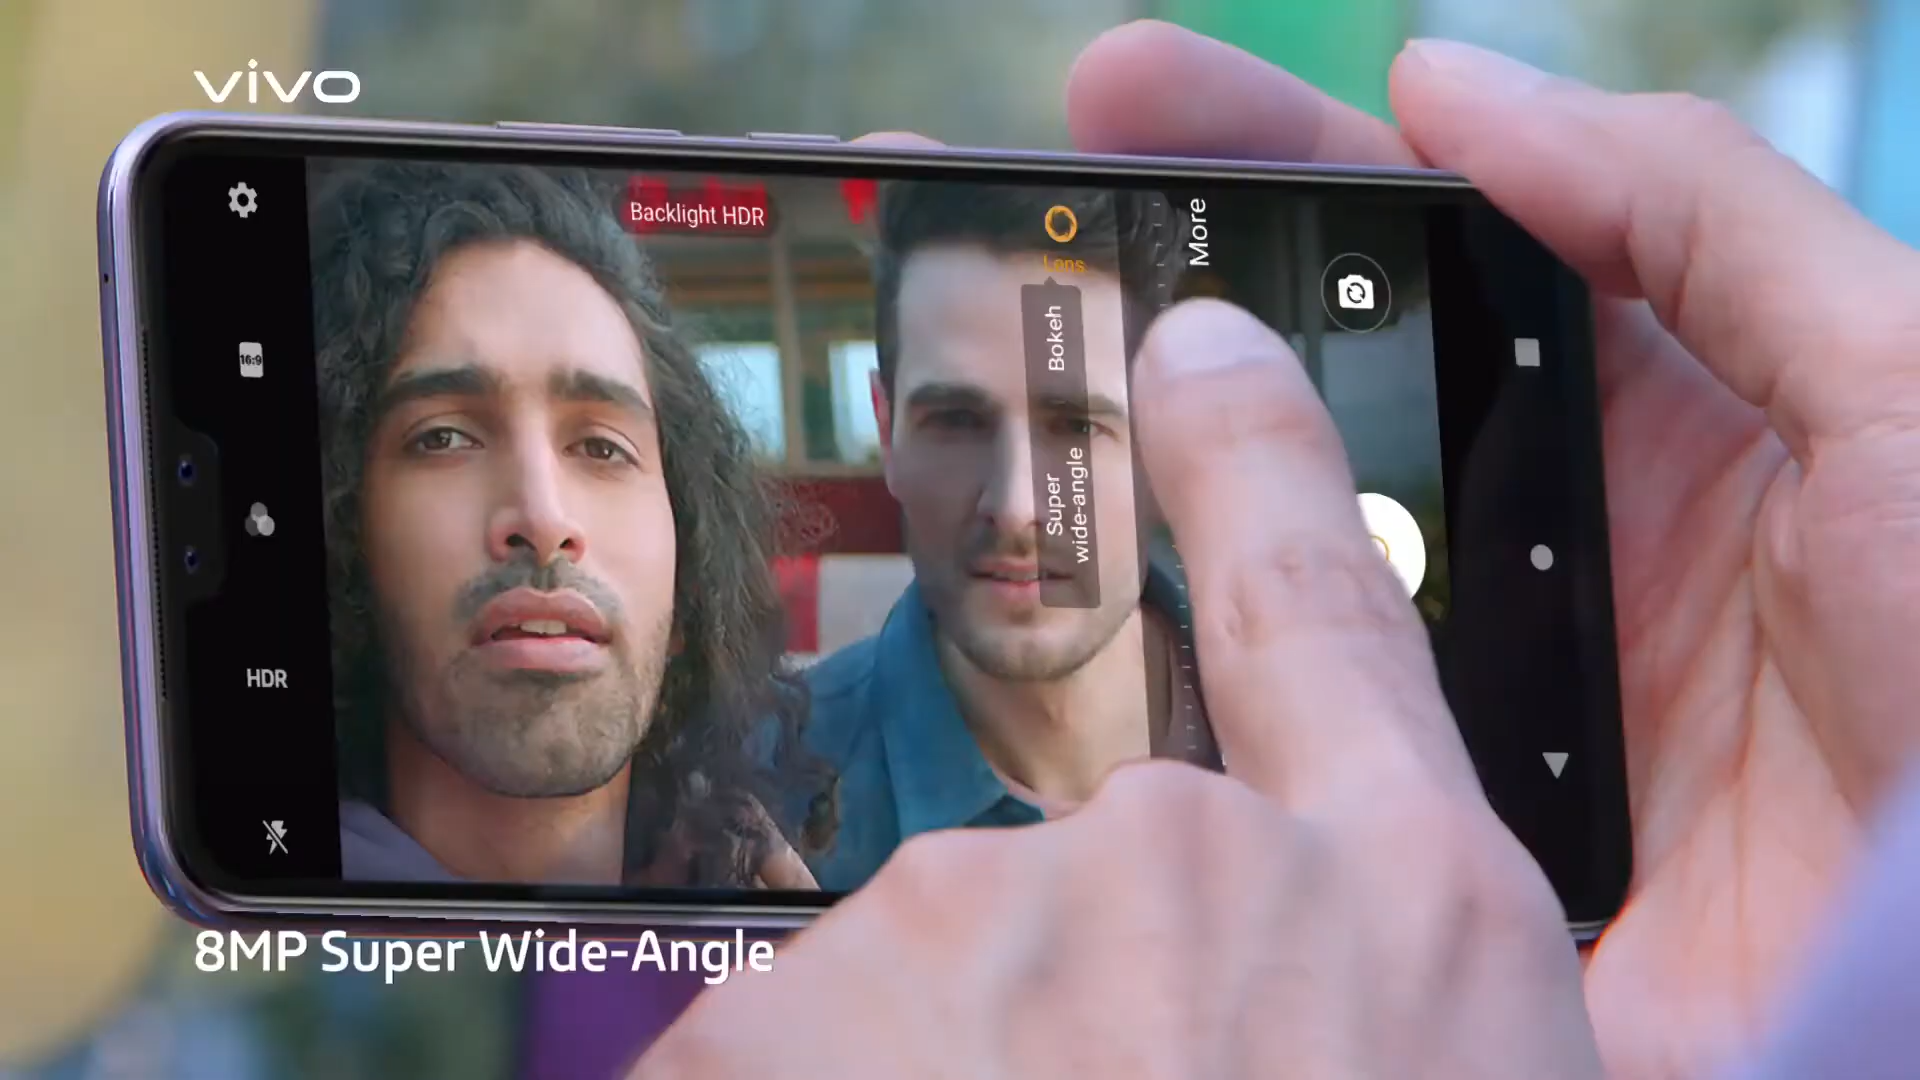 vivo
Backlight HDR
Lens
Bokeh
Super
wide-angle
More
16:9
HDR
8MP Super Wide-Angle